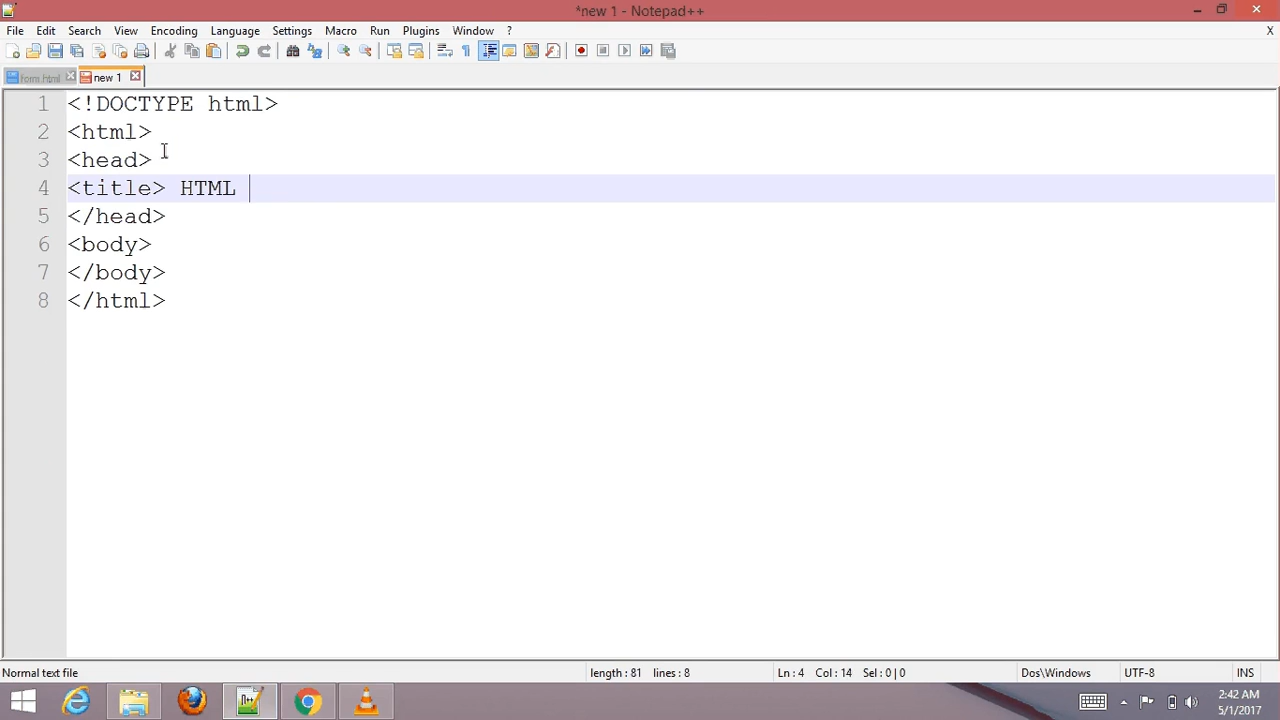 *new 1 - Notepad++
File Edit Search View Encoding Language Settings Macro Run Plugins Window ? X
form.html new 1
1 <!DOCTYPE html>
2 <html>
3 <head>
4 <title> HTML
5 </head>
6 <body>
7 </body>
8 </html>
Normal text file length : 81 lines : 8 Ln : 4 Col : 14 Sel : 0 | 0 Dos\Windows UTF-8 INS
2:42 AM
5/1/2017